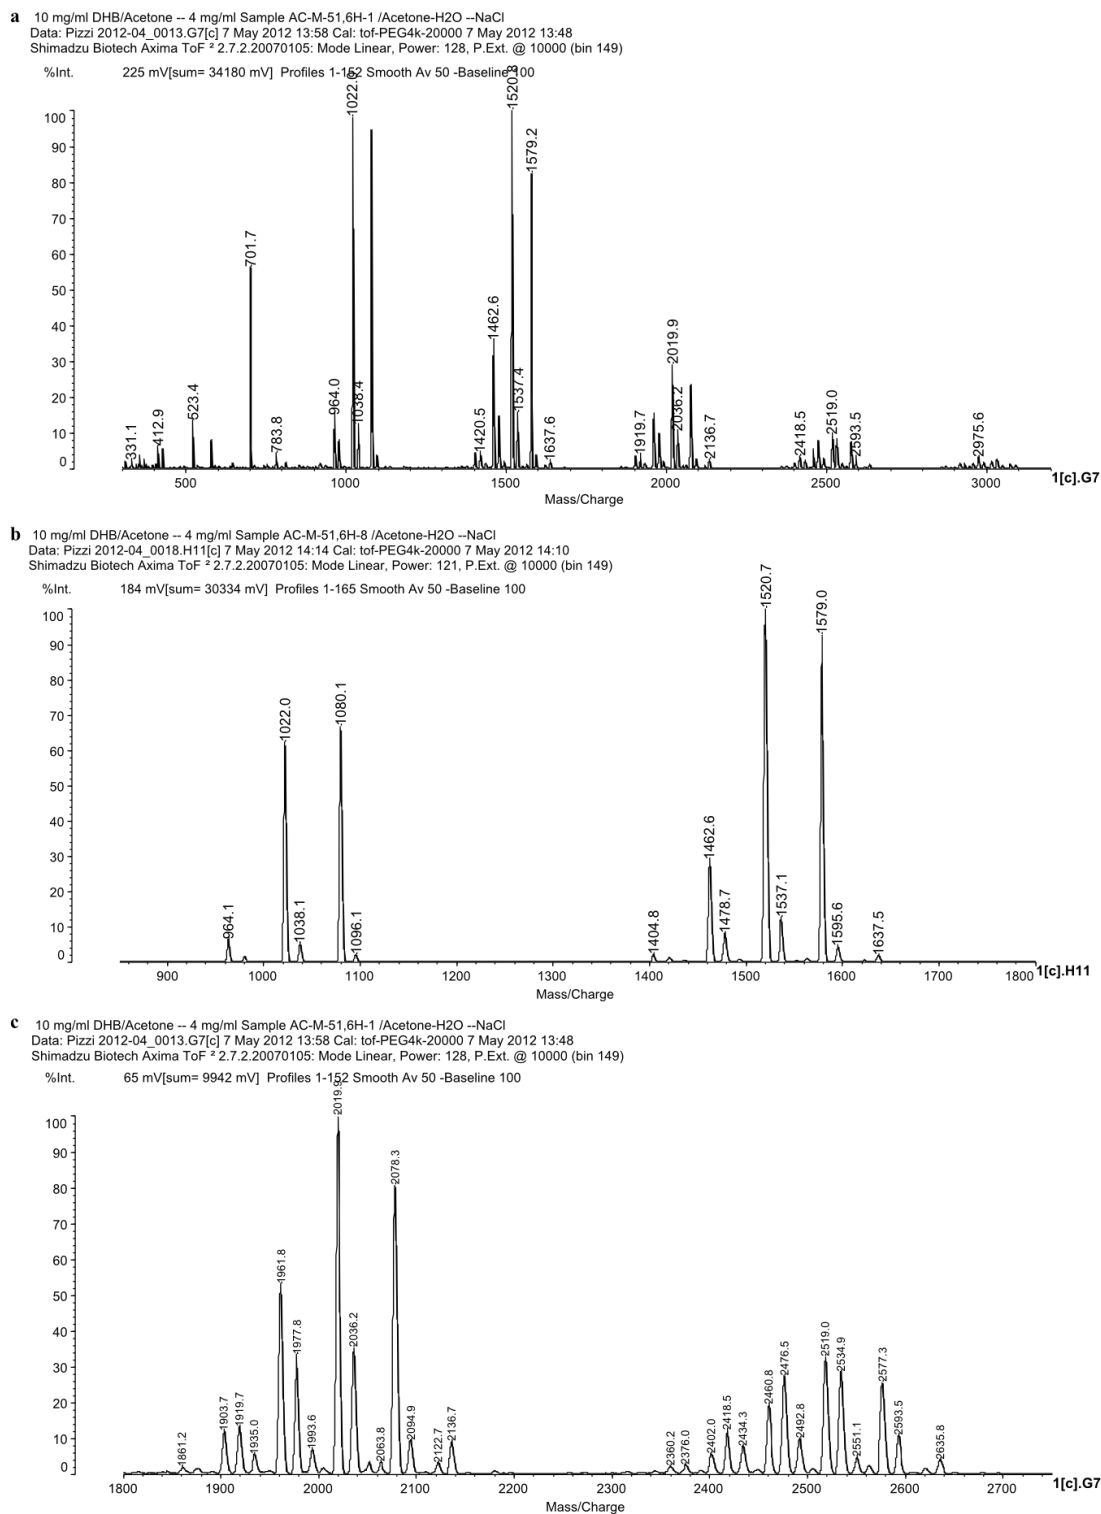 a 10 mg/ml DHB/Acetone -- 4 mg/ml Sample AC-M-51,6H-1 /Acetone-H2O --NaCl
Data: Pizzi 2012-04_0013.G7[c] 7 May 2012 13:58 Cal: tof-PEG4k-20000 7 May 2012 13:48
Shimadzu Biotech Axima ToF ² 2.7.2.20070105: Mode Linear, Power: 128, P.Ext. @ 10000 (bin 149)
%Int. 225 mV[sum= 34180 mV] Profiles 1-152 Smooth Av 50 -Baseline 100
100
90
80
70
60
50
40
30
20
10
0
331.1 412.9 523.4 701.7 783.8 964.0 1022.0 1038.4 1420.5 1462.6 1520.8 1537.4 1579.2 1637.6 1919.7 2019.9 2036.2 2136.7 2418.5 2519.0 2593.5 2975.6
500 1000 1500 2000 2500 3000
1[c].G7
Mass/Charge
b 10 mg/ml DHB/Acetone -- 4 mg/ml Sample AC-M-51,6H-8 /Acetone-H2O --NaCl
Data: Pizzi 2012-04_0018.H11[c] 7 May 2012 14:14 Cal: tof-PEG4k-20000 7 May 2012 14:10
Shimadzu Biotech Axima ToF ² 2.7.2.20070105: Mode Linear, Power: 121, P.Ext. @ 10000 (bin 149)
%Int. 184 mV[sum= 30334 mV] Profiles 1-165 Smooth Av 50 -Baseline 100
100
90
80
70
60
50
40
30
20
10
0
964.1 1022.0 1038.1 1080.1 1096.1 1404.8 1462.6 1478.7 1520.7 1537.1 1579.0 1595.6 1637.5
900 1000 1100 1200 1300 1400 1500 1600 1700 1800
1[c].H11
Mass/Charge
c 10 mg/ml DHB/Acetone -- 4 mg/ml Sample AC-M-51,6H-1 /Acetone-H2O --NaCl
Data: Pizzi 2012-04_0013.G7[c] 7 May 2012 13:58 Cal: tof-PEG4k-20000 7 May 2012 13:48
Shimadzu Biotech Axima ToF ² 2.7.2.20070105: Mode Linear, Power: 128, P.Ext. @ 10000 (bin 149)
%Int. 65 mV[sum= 9942 mV] Profiles 1-152 Smooth Av 50 -Baseline 100
100
90
80
70
60
50
40
30
20
10
0
1861.2 1903.7 1919.7 1935.0 1961.8 1977.8 1993.6 2019.9 2036.2 2063.8 2078.3 2094.9 2122.7 2136.7 2360.2 2376.0 2402.0 2418.5 2434.3 2460.8 2476.5 2492.8 2519.0 2534.9 2551.1 2577.3 2593.5 2635.8
1800 1900 2000 2100 2200 2300 2400 2500 2600 2700
1[c].G7
Mass/Charge